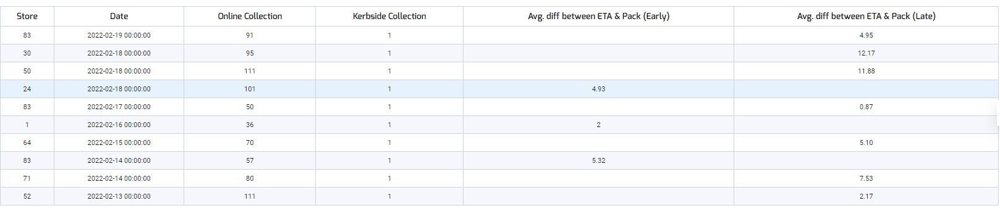 Store Date Online Collection Kerbside Collection Avg. diff between ETA & Pack (Early) Avg. diff between ETA & Pack (Late)
83 2022-02-19 00:00:00 91 1 4.95
30 2022-02-18 00:00:00 95 1 12.17
50 2022-02-18 00:00:00 111 1 11.88
24 2022-02-18 00:00:00 101 1 4.93
83 2022-02-17 00:00:00 50 1 0.87
1 2022-02-16 00:00:00 36 1 2
64 2022-02-15 00:00:00 70 1 5.10
83 2022-02-14 00:00:00 57 1 5.32
71 2022-02-14 00:00:00 80 1 7.53
52 2022-02-13 00:00:00 111 1 2.17